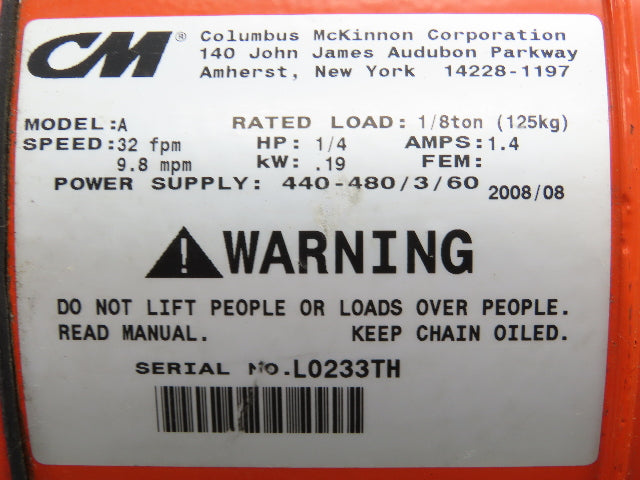 CM® Columbus McKinnon Corporation
140 John James Audubon Parkway
Amherst, New York 14228-1197
MODEL:A RATED LOAD: 1/8ton (125kg)
SPEED:32 fpm HP: 1/4 AMPS:1.4
9.8 mpm kW: .19 FEM:
POWER SUPPLY: 440-480/3/60 2008/08
WARNING
DO NOT LIFT PEOPLE OR LOADS OVER PEOPLE.
READ MANUAL. KEEP CHAIN OILED.
SERIAL NO.L0233TH